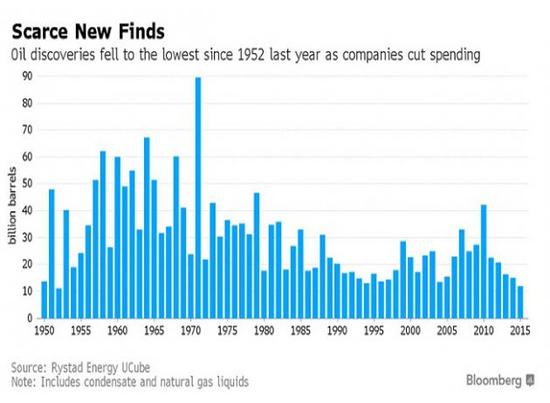 Scarce New Finds
Oil discoveries fell to the lowest since 1952 last year as companies cut spending
90
80
70
60
50
40
30
20
10
0
billion barrels
1950 1955 1960 1965 1970 1975 1980 1985 1990 1995 2000 2005 2010 2015
Source: Rystad Energy UCube
Note: Includes condensate and natural gas liquids
Bloomberg